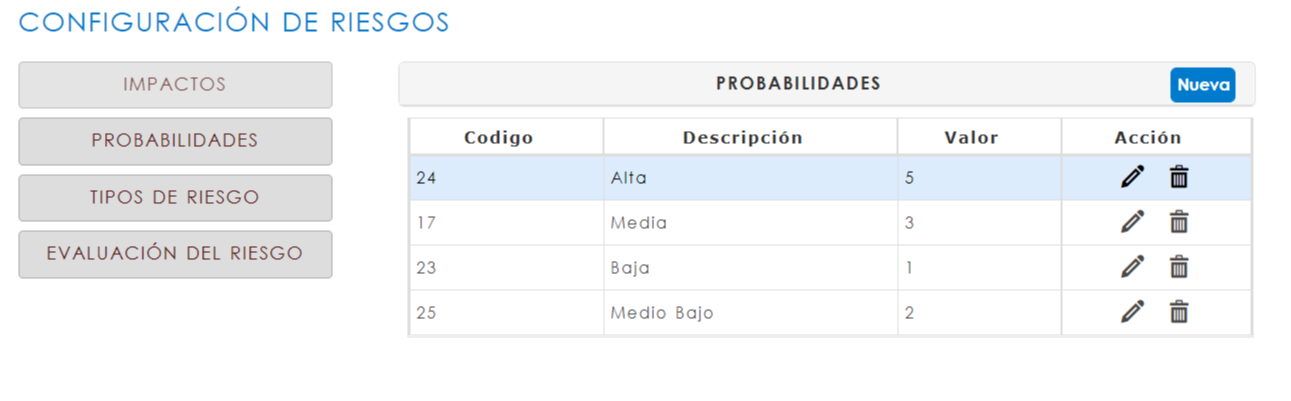 CONFIGURACIÓN DE RIESGOS
IMPACTOS
PROBABILIDADES
TIPOS DE RIESGO
EVALUACIÓN DEL RIESGO
PROBABILIDADES Nueva
Codigo Descripción Valor Acción
24 Alta 5
17 Media 3
23 Baja 1
25 Medio Bajo 2